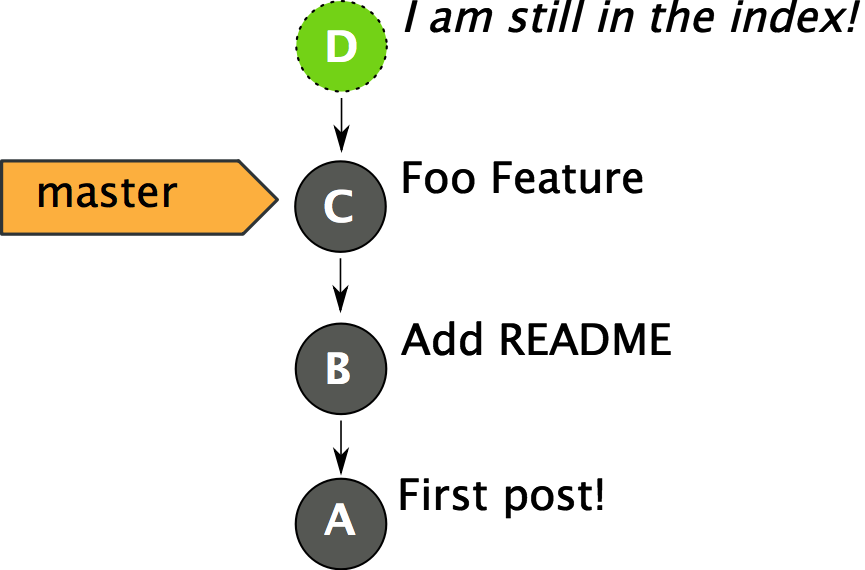 D
I am still in the index!
master
C
Foo Feature
B
Add README
A
First post!